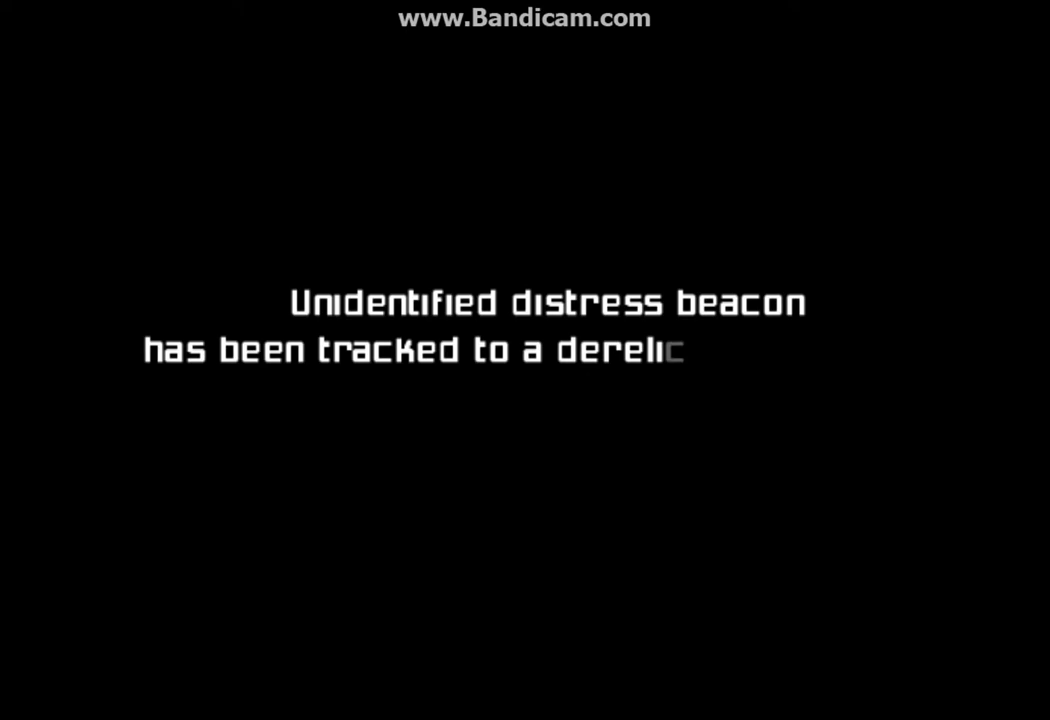 www.Bandicam.com
Unidentified distress beacon
has been tracked to a derelic